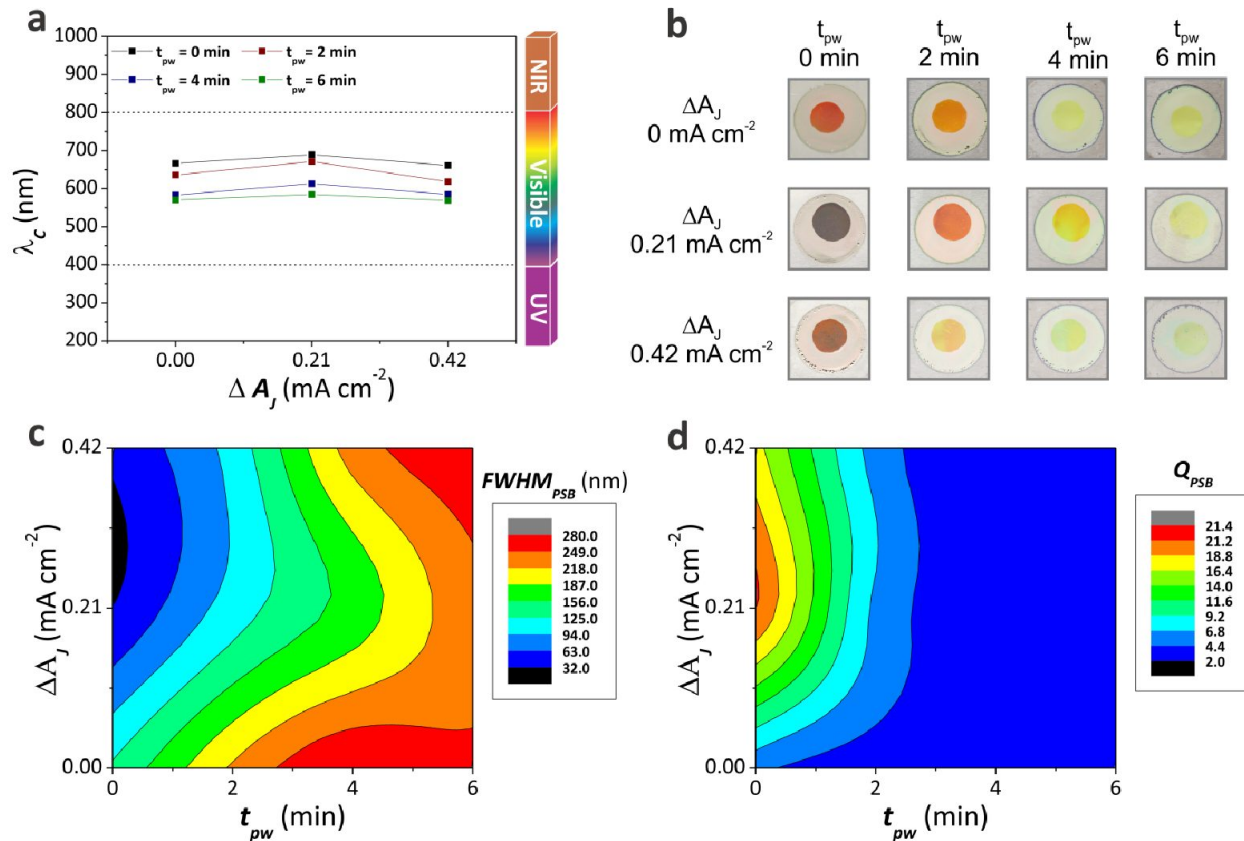 a
1000
900
800
700
600
500
400
300
200
λc (nm)
tpw = 0 min
tpw = 2 min
tpw = 4 min
tpw = 6 min
0.00
0.21
0.42
Δ AJ (mA cm-2)
NIR
Visible
UV
b
tpw
0 min
tpw
2 min
tpw
4 min
tpw
6 min
ΔAJ
0 mA cm-2
ΔAJ
0.21 mA cm-2
ΔAJ
0.42 mA cm-2
c
0.42
0.21
0.00
ΔAJ (mA cm-2)
0
2
4
6
tpw (min)
FWHMPSB (nm)
280.0
249.0
218.0
187.0
156.0
125.0
94.0
63.0
32.0
d
0.42
0.21
0.00
ΔAJ (mA cm-2)
0
2
4
6
tpw (min)
QPSB
21.4
21.2
18.8
16.4
14.0
11.6
9.2
6.8
4.4
2.0